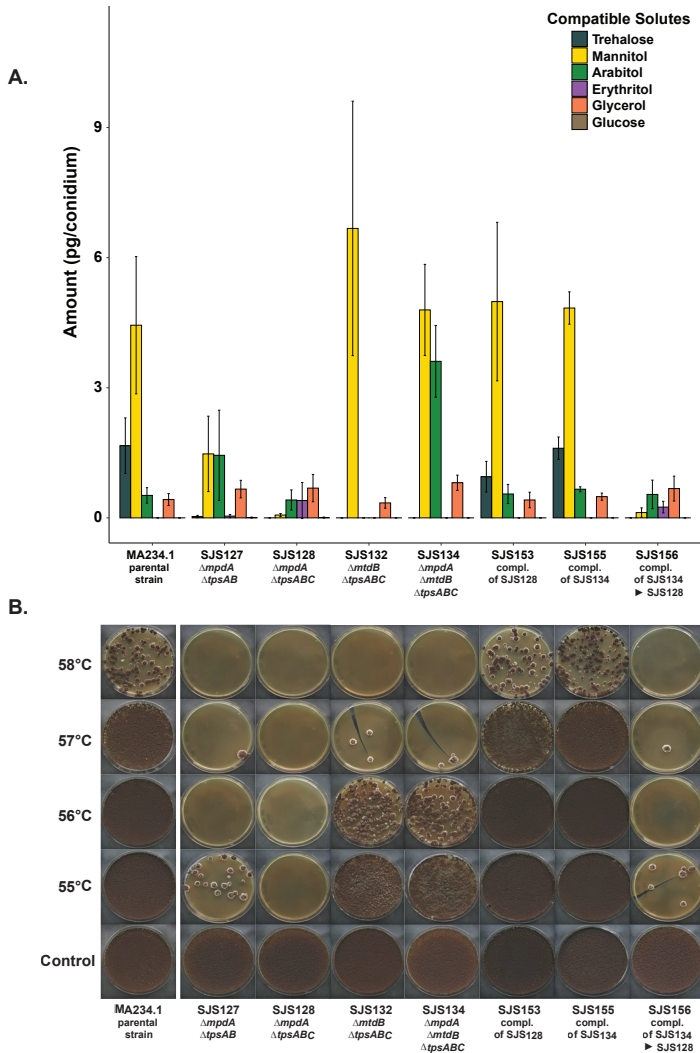 Compatible Solutes
Trehalose
Mannitol
Arabitol
Erythritol
Glycerol
Glucose
A.
Amount (pg/conidium)
9
6
3
0
MA234.1
parental
strain
SJS127
ΔmpdA
ΔtpsAB
SJS128
ΔmpdA
ΔtpsABC
SJS132
ΔmtdB
ΔtpsABC
SJS134
ΔmpdA
ΔmtdB
ΔtpsABC
SJS153
compl.
of SJS128
SJS155
compl.
of SJS134
SJS156
compl.
of SJS134
► SJS128
B.
58°C
57°C
56°C
55°C
Control
MA234.1
parental
strain
SJS127
ΔmpdA
ΔtpsAB
SJS128
ΔmpdA
ΔtpsABC
SJS132
ΔmtdB
ΔtpsABC
SJS134
ΔmpdA
ΔmtdB
ΔtpsABC
SJS153
compl.
of SJS128
SJS155
compl.
of SJS134
SJS156
compl.
of SJS134
► SJS128